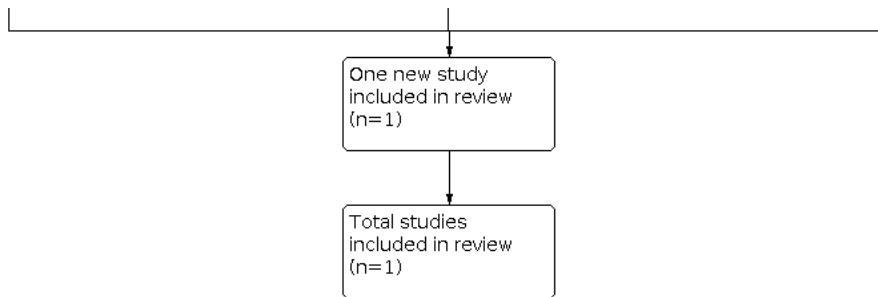 One new study
included in review
(n=1)
Total studies
included in review
(n=1)